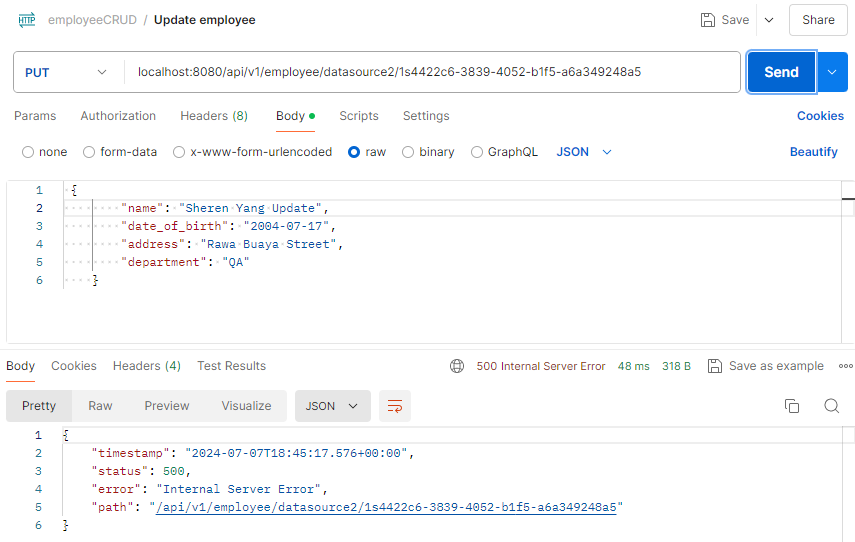 HTTP employeeCRUD / Update employee Save Share
PUT localhost:8080/api/v1/employee/datasource2/1s4422c6-3839-4052-b1f5-a6a349248a5 Send
Params Authorization Headers (8) Body Scripts Settings Cookies
none form-data x-www-form-urlencoded raw binary GraphQL JSON Beautify
1 {
2 "name": "Sheren Yang Update",
3 "date_of_birth": "2004-07-17",
4 "address": "Rawa Buaya Street",
5 "department": "QA"
6 }
Body Cookies Headers (4) Test Results 500 Internal Server Error 48 ms 318 B Save as example
Pretty Raw Preview Visualize JSON
1 {
2 "timestamp": "2024-07-07T18:45:17.576+00:00",
3 "status": 500,
4 "error": "Internal Server Error",
5 "path": "/api/v1/employee/datasource2/1s4422c6-3839-4052-b1f5-a6a349248a5"
6 }